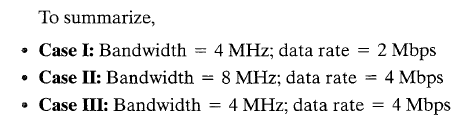 To summarize,
• Case I: Bandwidth = 4 MHz; data rate = 2 Mbps
• Case II: Bandwidth = 8 MHz; data rate = 4 Mbps
• Case III: Bandwidth = 4 MHz; data rate = 4 Mbps